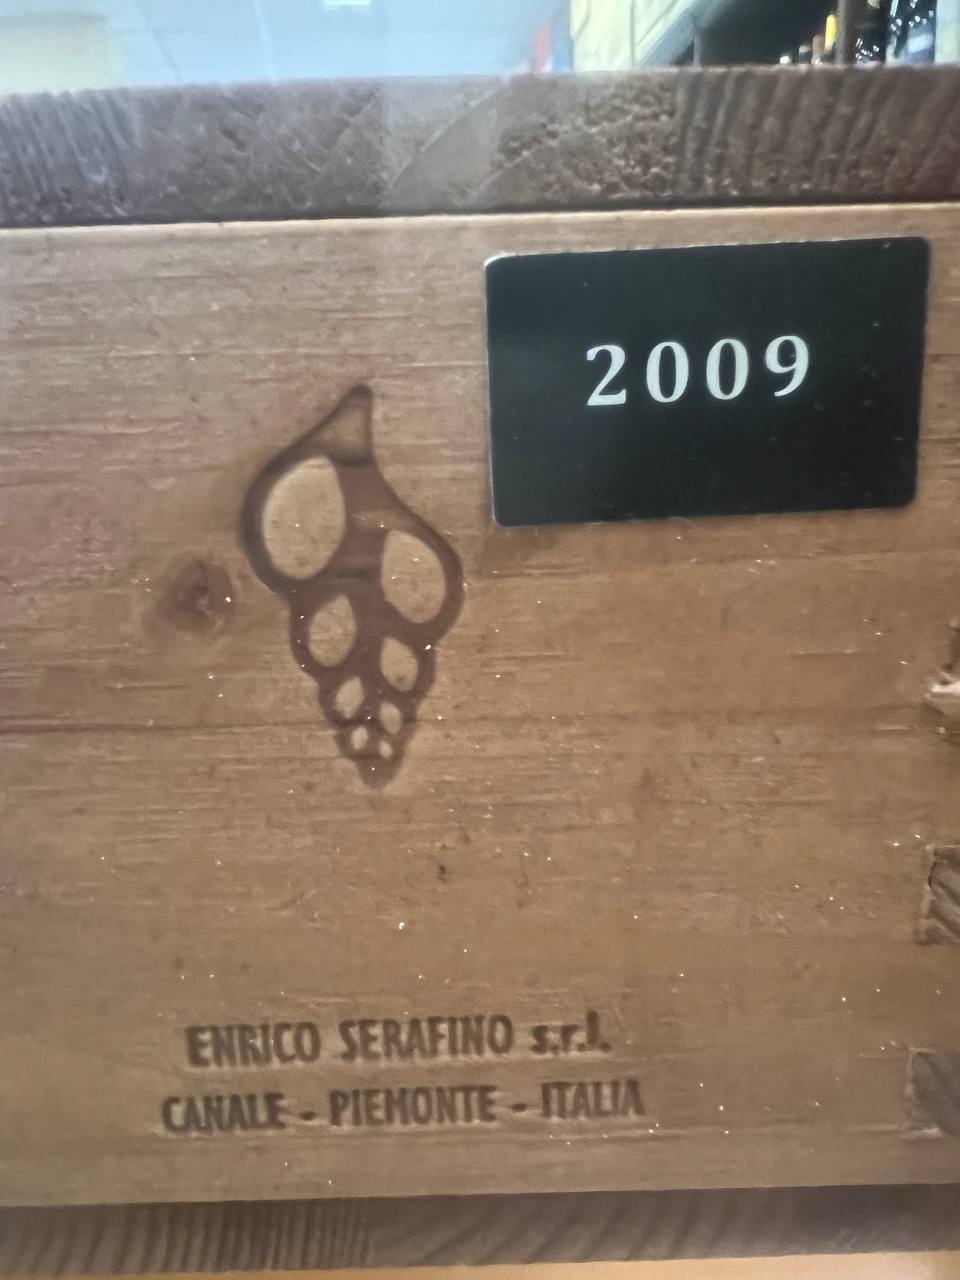 2009
ENRICO SERAFINO s.r.l.
CANALE - PIEMONTE - ITALIA